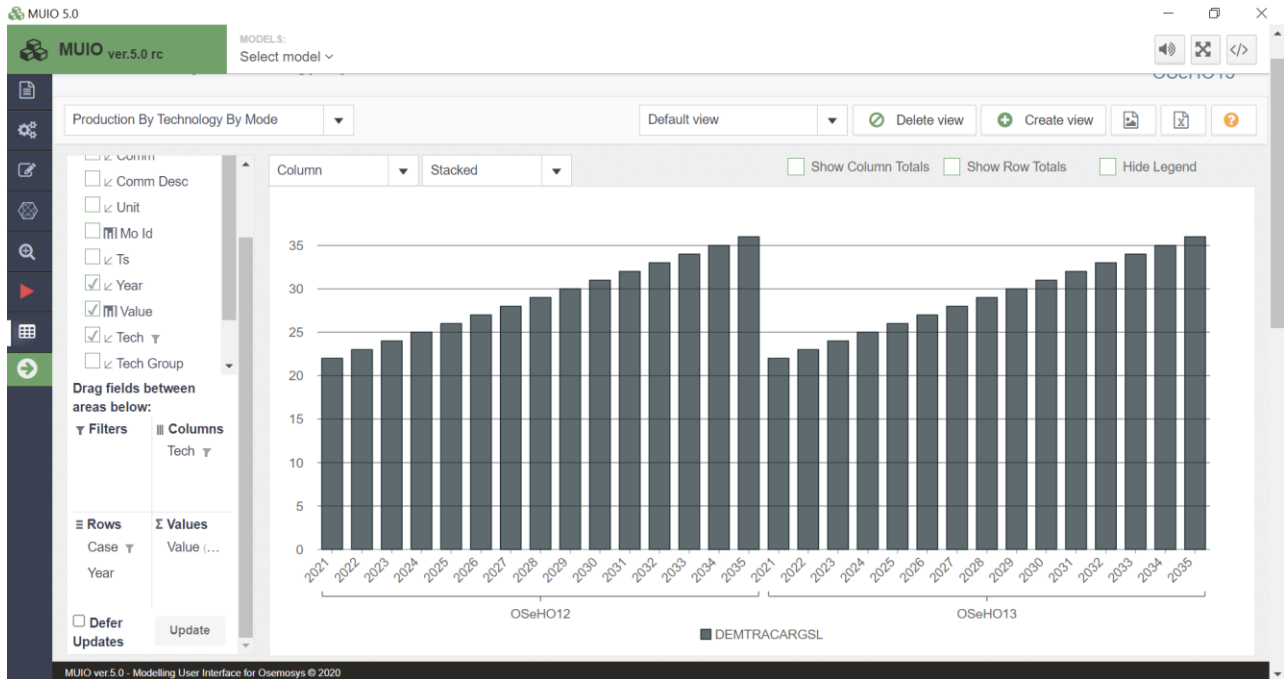 MUIO 5.0
MUIO ver.5.0 rc
MODELS:
Select model
OSeHO13
Production By Technology By Mode
Default view
Delete view
Create view
Comm
Comm Desc
Unit
Mo Id
Ts
Year
Value
Tech
Tech Group
Drag fields between
areas below:
Filters
Columns
Tech
Rows
Σ Values
Case
Value (...
Year
Defer
Updates
Update
Column
Stacked
Show Column Totals
Show Row Totals
Hide Legend
35
30
25
20
15
10
5
0
2021 2022 2023 2024 2025 2026 2027 2028 2029 2030 2031 2032 2033 2034 2035 2021 2022 2023 2024 2025 2026 2027 2028 2029 2030 2031 2032 2033 2034 2035
OSeHO12 OSeHO13
DEMTRACARGSL
MUIO ver.5.0 - Modelling User Interface for Osemosys © 2020